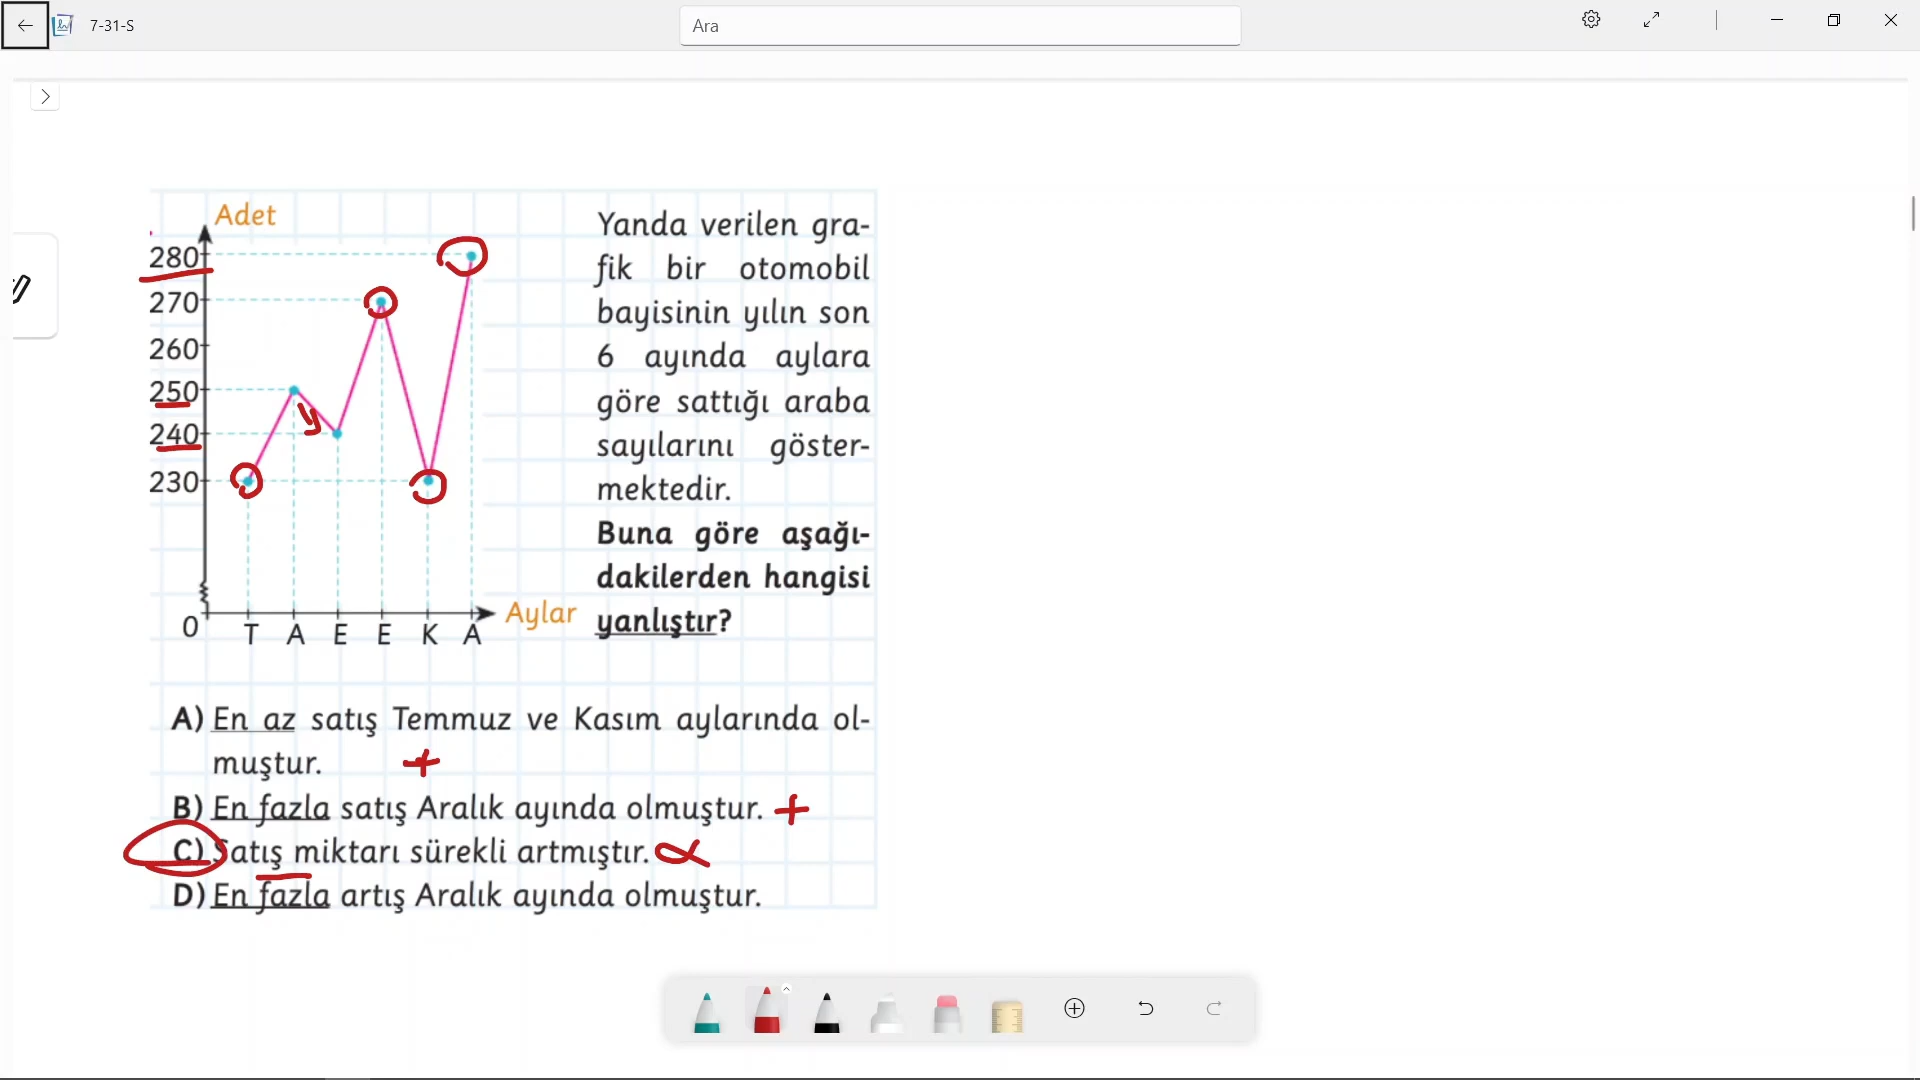 7-31-S
Ara
Adet
280
270
260
250
240
230
0
T A E E K A
Aylar
Yanda verilen gra-
fik bir otomobil
bayisinin yılın son
6 ayında aylara
göre sattığı araba
sayılarını göster-
mektedir.
Buna göre aşağı-
dakilerden hangisi
yanlıştır?
A) En az satış Temmuz ve Kasım aylarında ol-
muştur. +
B) En fazla satış Aralık ayında olmuştur. +
C) Satış miktarı sürekli artmıştır.
D) En fazla artış Aralık ayında olmuştur.